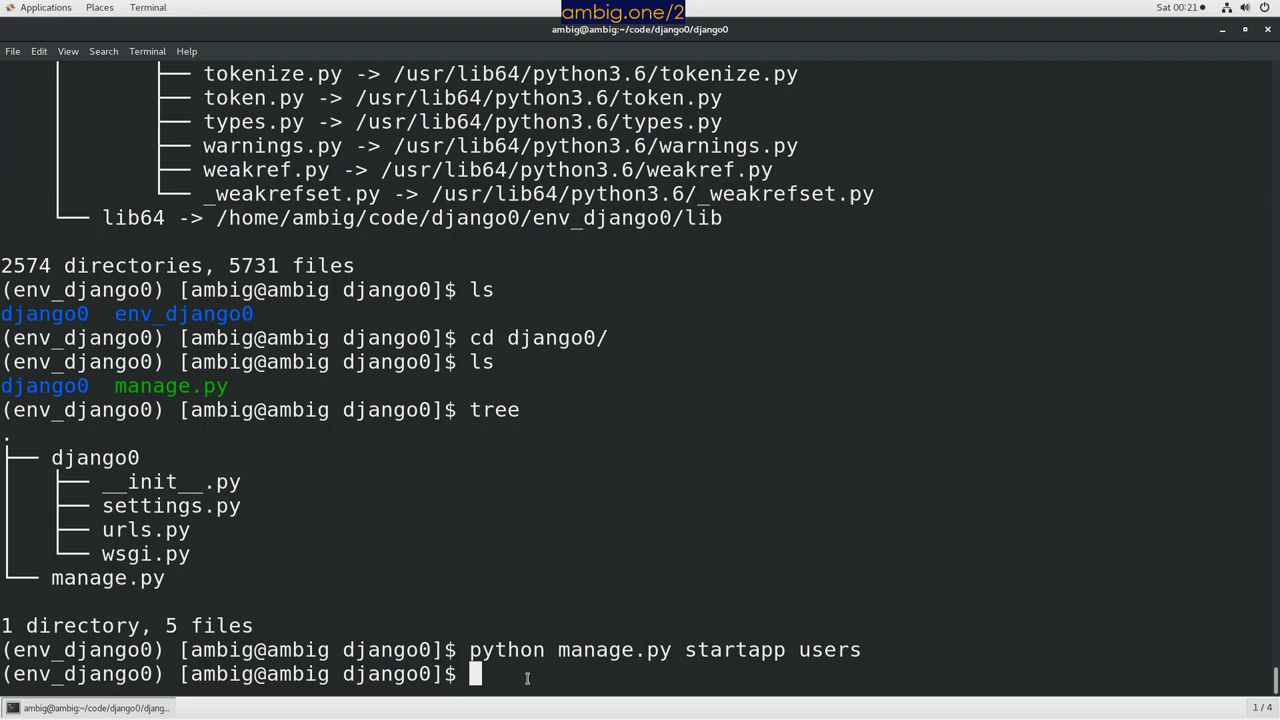 Applications Places Terminal
ambig.one/2
Sat 00:21
ambig@ambig:~/code/django0/django0
File Edit View Search Terminal Help
├── tokenize.py -> /usr/lib64/python3.6/tokenize.py
├── token.py -> /usr/lib64/python3.6/token.py
├── types.py -> /usr/lib64/python3.6/types.py
├── warnings.py -> /usr/lib64/python3.6/warnings.py
├── weakref.py -> /usr/lib64/python3.6/weakref.py
└── _weakrefset.py -> /usr/lib64/python3.6/_weakrefset.py
└── lib64 -> /home/ambig/code/django0/env_django0/lib
2574 directories, 5731 files
(env_django0) [ambig@ambig django0]$ ls
django0 env_django0
(env_django0) [ambig@ambig django0]$ cd django0/
(env_django0) [ambig@ambig django0]$ ls
django0 manage.py
(env_django0) [ambig@ambig django0]$ tree
.
├── django0
│   ├── __init__.py
│   ├── settings.py
│   ├── urls.py
│   └── wsgi.py
└── manage.py
1 directory, 5 files
(env_django0) [ambig@ambig django0]$ python manage.py startapp users
(env_django0) [ambig@ambig django0]$
ambig@ambig:~/code/django0/djang...
1 / 4